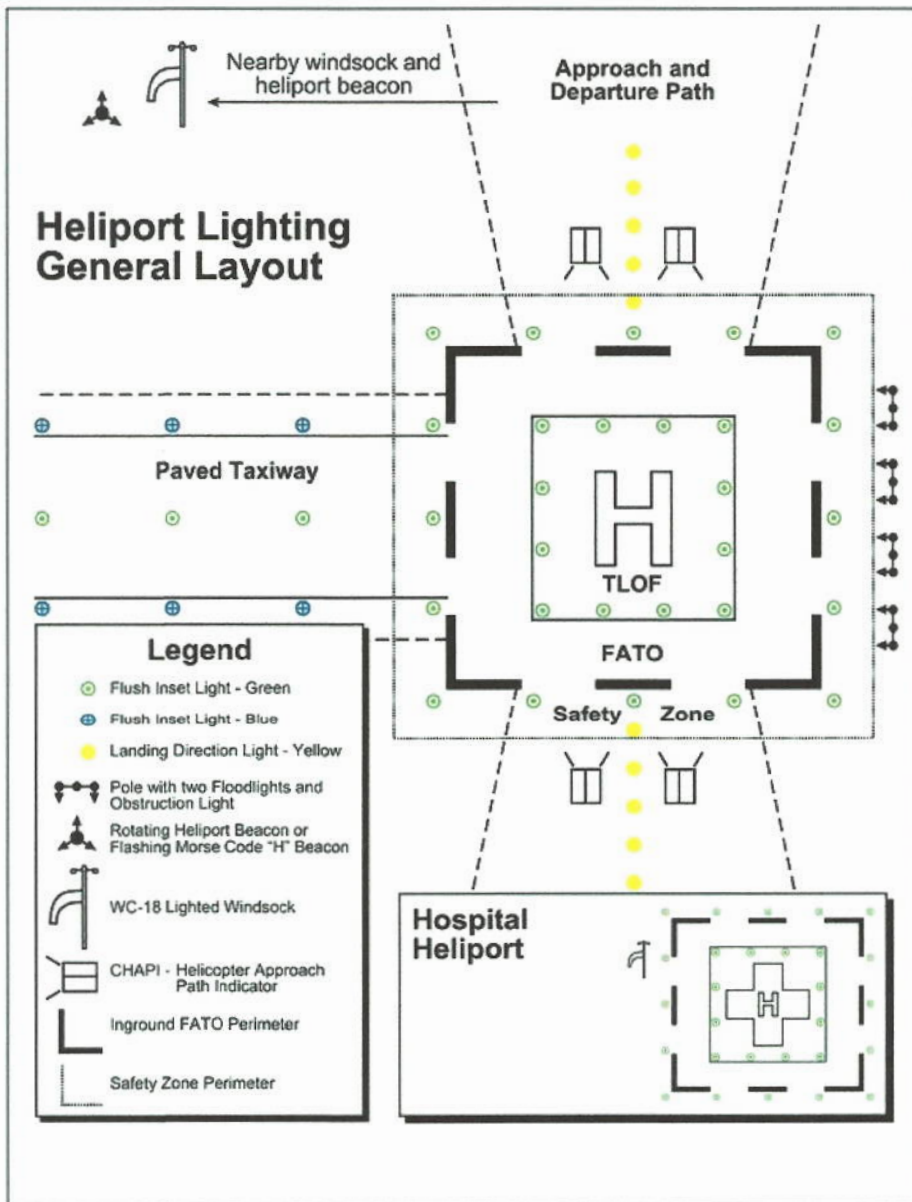 Nearby windsock and
heliport beacon
Approach and
Departure Path
Heliport Lighting
General Layout
Paved Taxiway
H
TLOF
FATO
Safety Zone
Legend
Flush Inset Light - Green
Flush Inset Light - Blue
Landing Direction Light - Yellow
Pole with two Floodlights and
Obstruction Light
Rotating Heliport Beacon or
Flashing Morse Code "H" Beacon
WC-18 Lighted Windsock
CHAPI - Helicopter Approach
Path Indicator
Inground FATO Perimeter
Safety Zone Perimeter
Hospital
Heliport
H